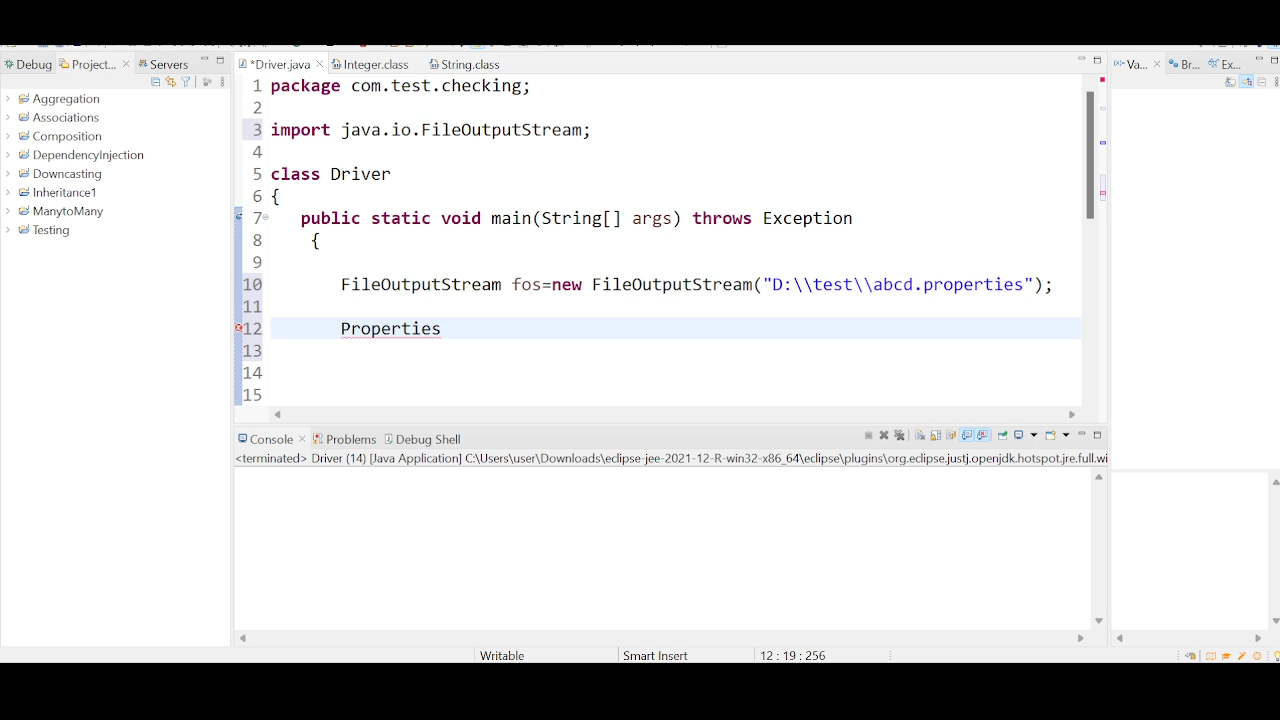 Debug Project... Servers
Aggregation
Associations
Composition
DependencyInjection
Downcasting
Inheritance1
ManytoMany
Testing
*Driver.java Integer.class String.class
1 package com.test.checking;
2
3 import java.io.FileOutputStream;
4
5 class Driver
6 {
7 public static void main(String[] args) throws Exception
8 {
9
10 FileOutputStream fos=new FileOutputStream("D:\\test\\abcd.properties");
11
12 Properties
13
14
15
Va... Br... Ex...
Console Problems Debug Shell
<terminated> Driver (14) [Java Application] C:\Users\user\Downloads\eclipse-jee-2021-12-R-win32-x86_64\eclipse\plugins\org.eclipse.justj.openjdk.hotspot.jre.full.wi
Writable Smart Insert 12 : 19 : 256